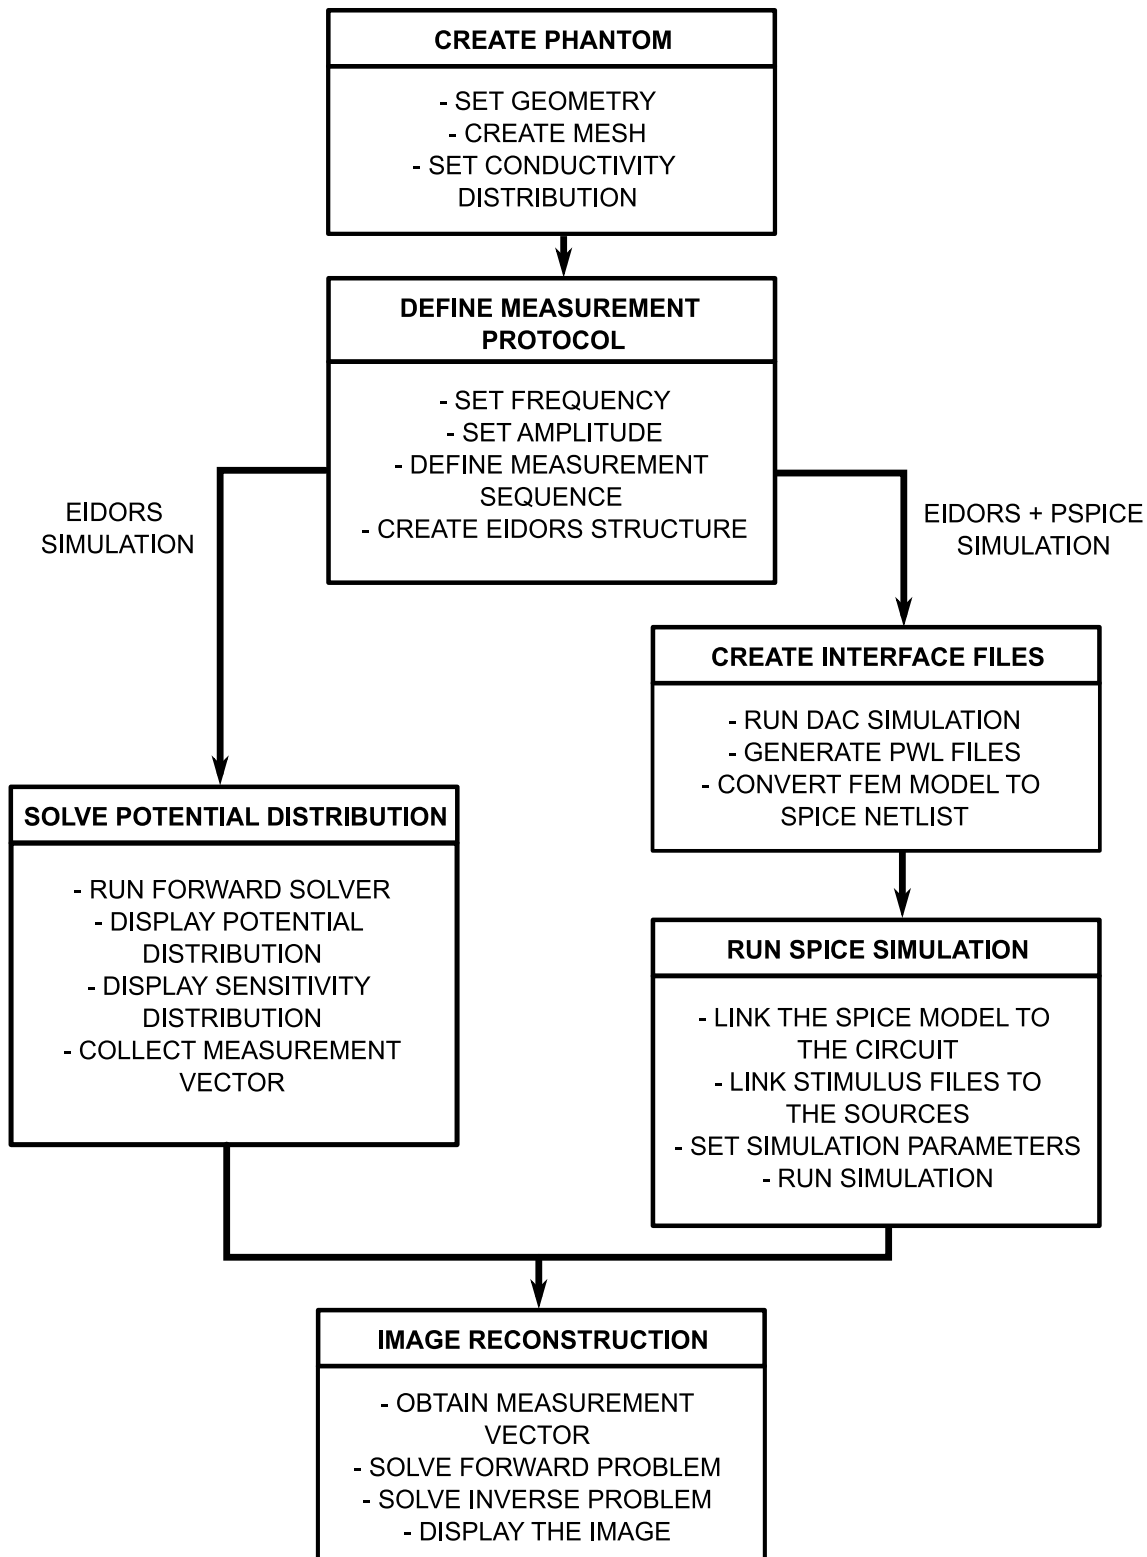 CREATE PHANTOM
- SET GEOMETRY
- CREATE MESH
- SET CONDUCTIVITY
DISTRIBUTION
DEFINE MEASUREMENT
PROTOCOL
- SET FREQUENCY
- SET AMPLITUDE
- DEFINE MEASUREMENT
SEQUENCE
- CREATE EIDORS STRUCTURE
EIDORS
SIMULATION
EIDORS + PSPICE
SIMULATION
CREATE INTERFACE FILES
- RUN DAC SIMULATION
- GENERATE PWL FILES
- CONVERT FEM MODEL TO
SPICE NETLIST
SOLVE POTENTIAL DISTRIBUTION
- RUN FORWARD SOLVER
- DISPLAY POTENTIAL
DISTRIBUTION
- DISPLAY SENSITIVITY
DISTRIBUTION
- COLLECT MEASUREMENT
VECTOR
RUN SPICE SIMULATION
- LINK THE SPICE MODEL TO
THE CIRCUIT
- LINK STIMULUS FILES TO
THE SOURCES
- SET SIMULATION PARAMETERS
- RUN SIMULATION
IMAGE RECONSTRUCTION
- OBTAIN MEASUREMENT
VECTOR
- SOLVE FORWARD PROBLEM
- SOLVE INVERSE PROBLEM
- DISPLAY THE IMAGE